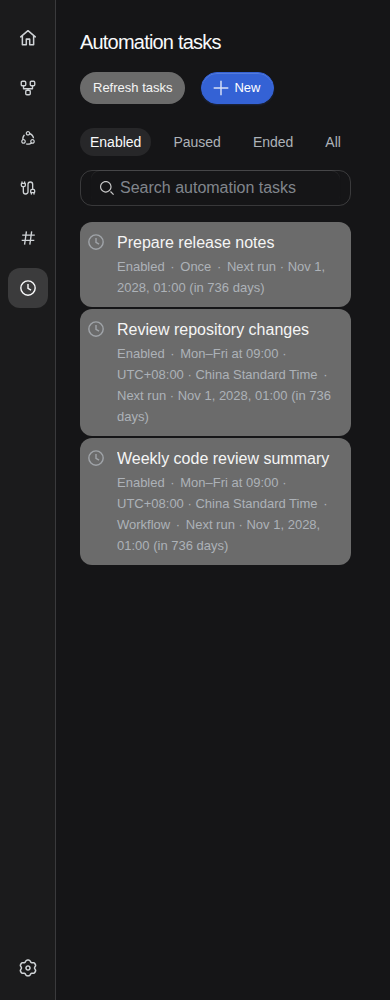 Automation tasks
Refresh tasks
New
Enabled
Paused
Ended
All
Search automation tasks
Prepare release notes
Enabled · Once · Next run · Nov 1,
2028, 01:00 (in 736 days)
Review repository changes
Enabled · Mon–Fri at 09:00 ·
UTC+08:00 · China Standard Time ·
Next run · Nov 1, 2028, 01:00 (in 736
days)
Weekly code review summary
Enabled · Mon–Fri at 09:00 ·
UTC+08:00 · China Standard Time ·
Workflow · Next run · Nov 1, 2028,
01:00 (in 736 days)